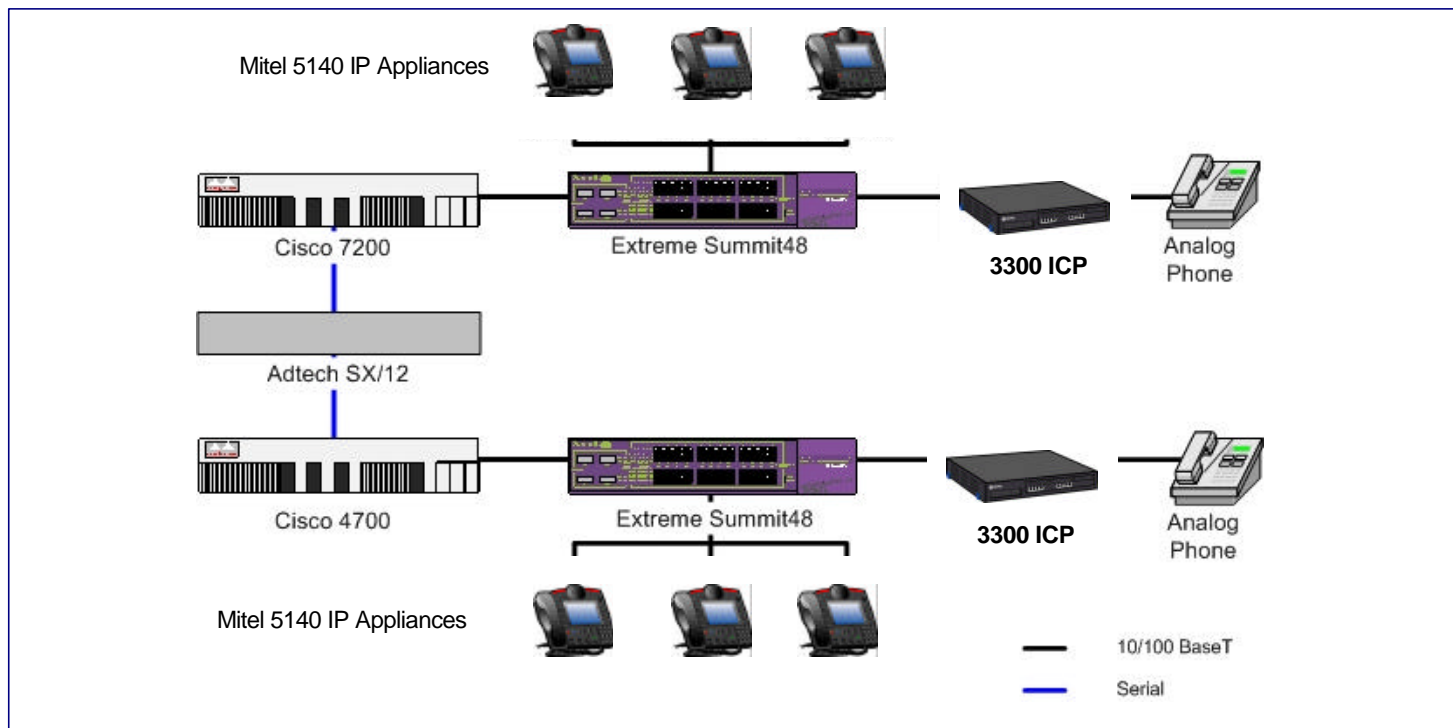 Mitel 5140 IP Appliances
Cisco 7200
Extreme Summit48
3300 ICP
Analog
Phone
Adtech SX/12
Cisco 4700
Extreme Summit48
3300 ICP
Analog
Phone
Mitel 5140 IP Appliances
10/100 BaseT
Serial